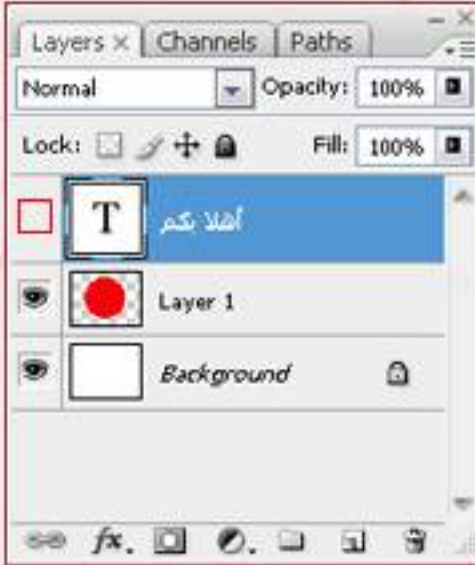 Layers × Channels Paths
Normal Opacity: 100%
Lock: Fill: 100%
T أهلا بكم
Layer 1
Background
fx.